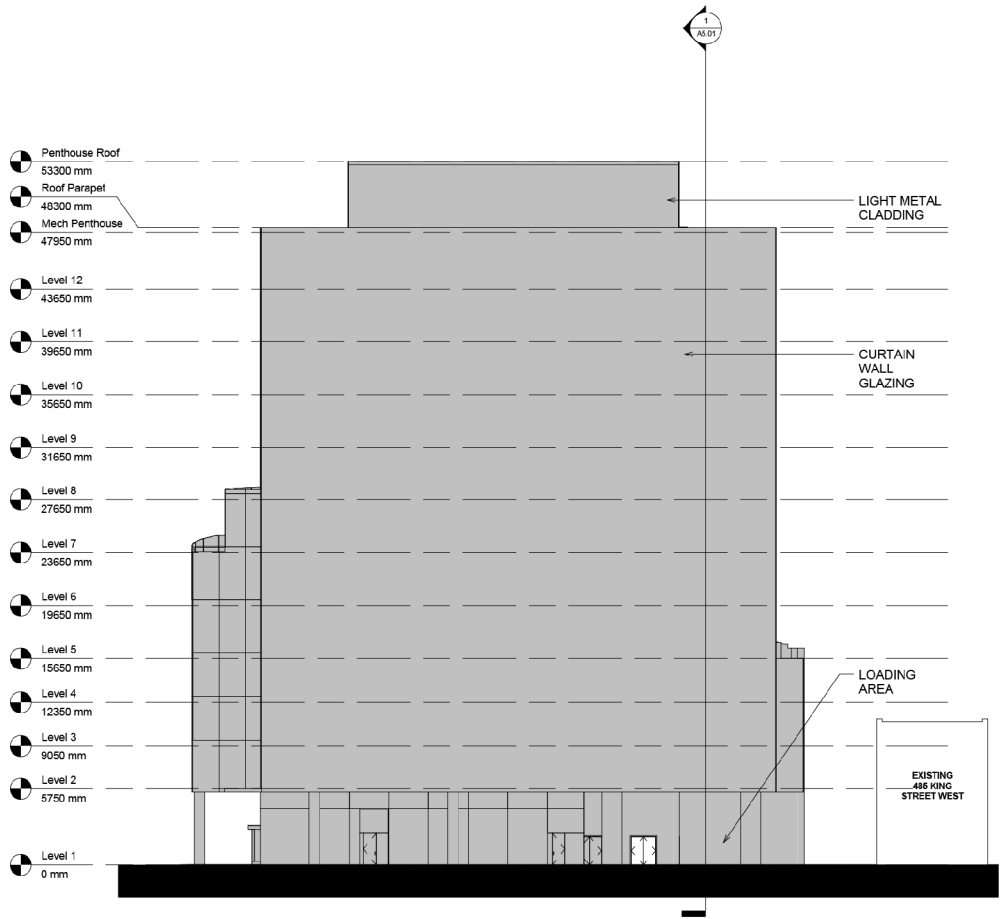 1
A5.01
Penthouse Roof
53300 mm
Roof Parapet
48300 mm
Mech Penthouse
47950 mm
LIGHT METAL
CLADDING
Level 12
43650 mm
Level 11
39650 mm
CURTAIN
WALL
GLAZING
Level 10
35650 mm
Level 9
31650 mm
Level 8
27650 mm
Level 7
23650 mm
Level 6
19650 mm
Level 5
15650 mm
LOADING
AREA
Level 4
12350 mm
Level 3
9050 mm
Level 2
5750 mm
EXISTING
485 KING
STREET WEST
Level 1
0 mm